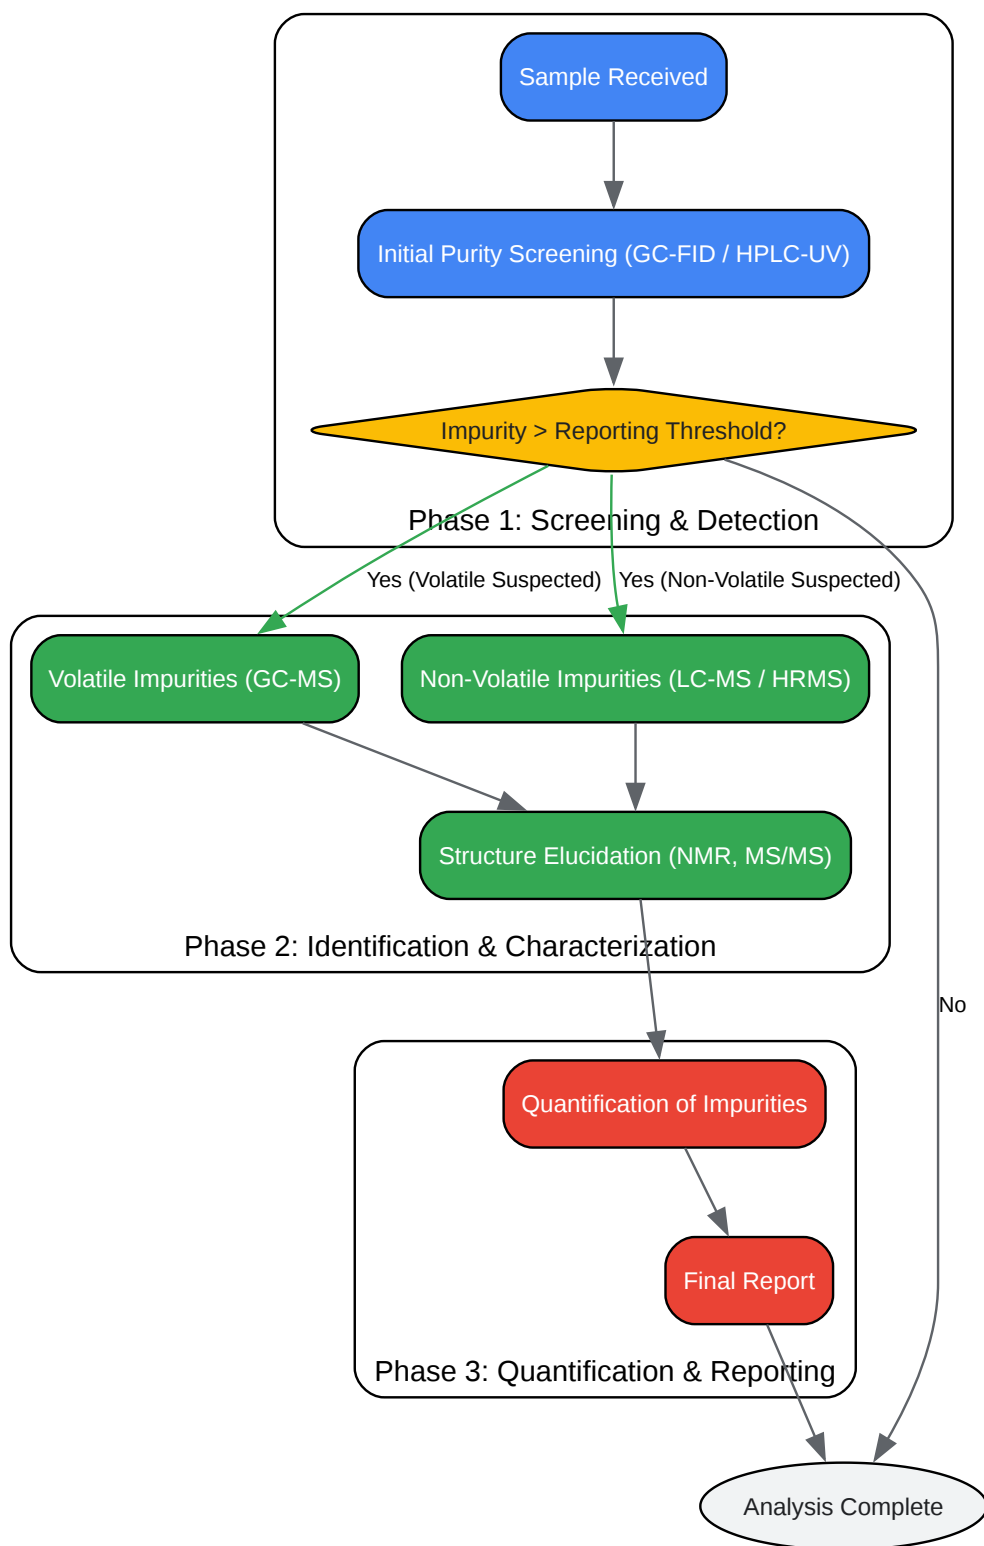 Sample Received
Initial Purity Screening (GC-FID / HPLC-UV)
Impurity > Reporting Threshold?
Phase 1: Screening & Detection
Yes (Volatile Suspected)
Yes (Non-Volatile Suspected)
Volatile Impurities (GC-MS)
Non-Volatile Impurities (LC-MS / HRMS)
Structure Elucidation (NMR, MS/MS)
Phase 2: Identification & Characterization
No
Quantification of Impurities
Final Report
Phase 3: Quantification & Reporting
Analysis Complete